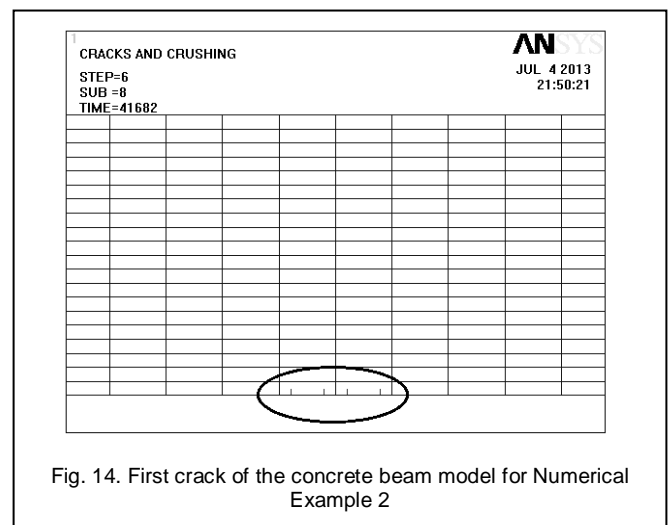 1
CRACKS AND CRUSHING
STEP=6
SUB =8
TIME=41682
ANSYS
JUL 4 2013
21:50:21
Fig. 14. First crack of the concrete beam model for Numerical
Example 2